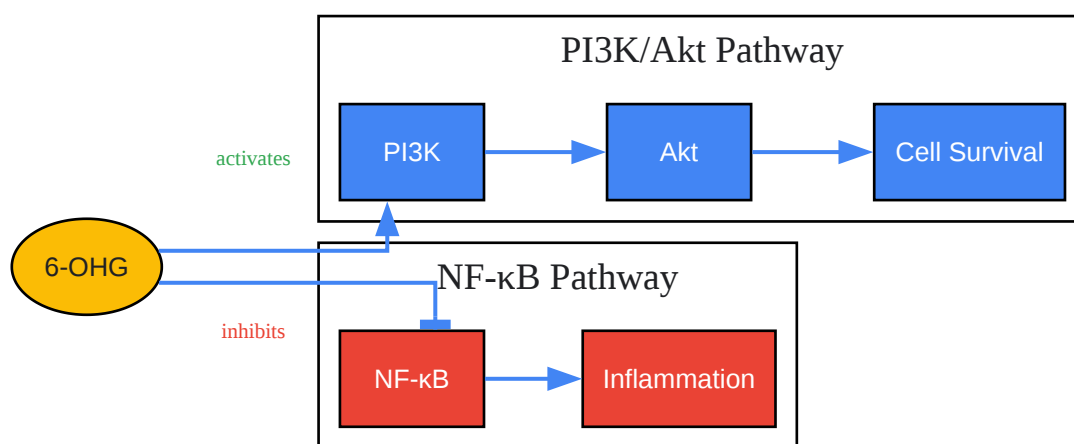 PI3K/Akt Pathway
PI3K
Akt
Cell Survival
activates
6-OHG
NF-κB Pathway
inhibits
NF-κB
Inflammation